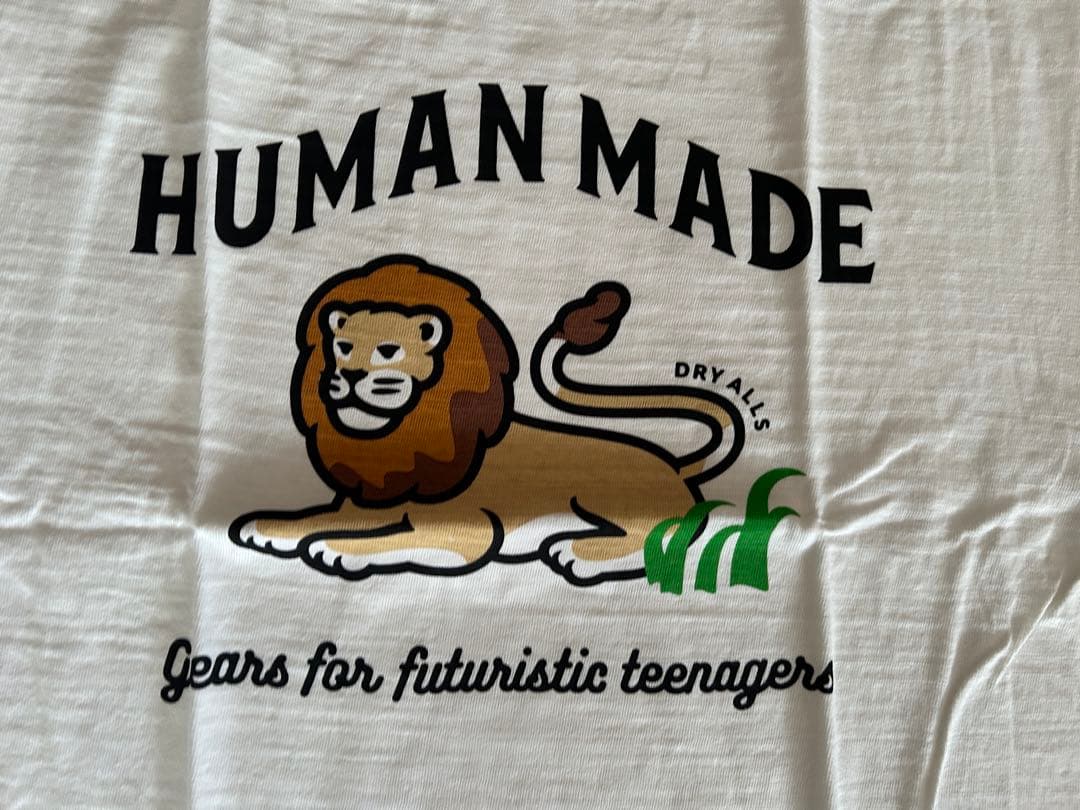 HUMAN MADE
DRY ALLS
Gears for futuristic teenagers